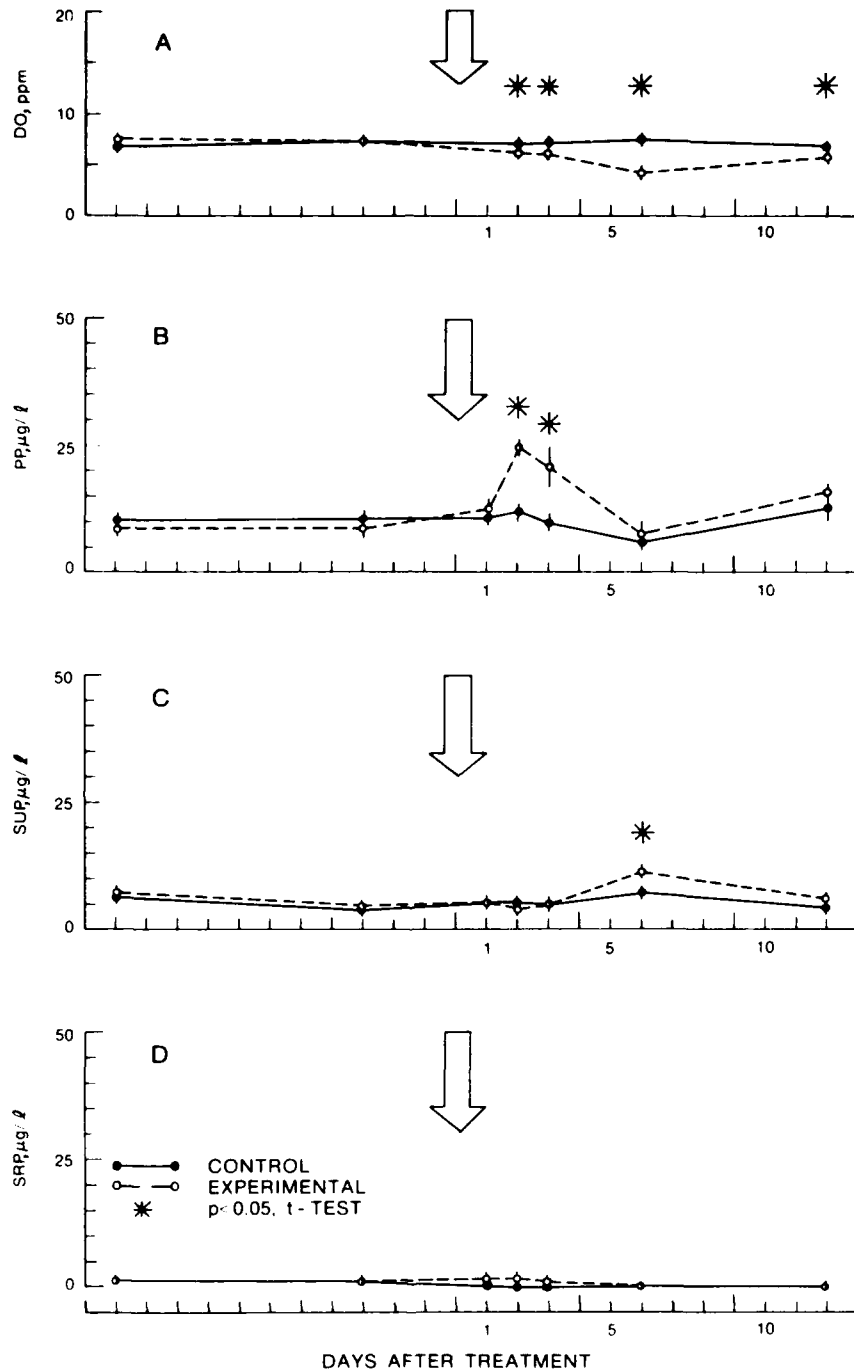 A
DO, ppm
20
10
0
1 5 10
B
PP, μg/ℓ
50
25
0
1 5 10
C
SUP, μg/ℓ
50
25
0
1 5 10
D
SRP, μg/ℓ
50
25
0
CONTROL
EXPERIMENTAL
p< 0.05, t - TEST
1 5 10
DAYS AFTER TREATMENT